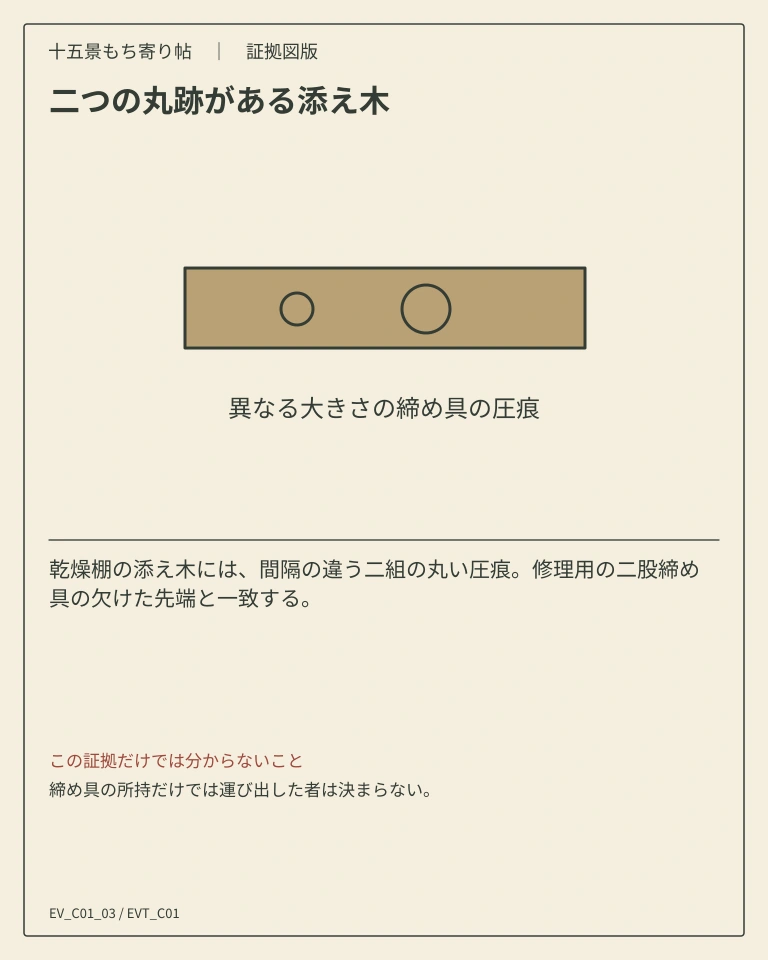 十五景もち寄り帖 ｜ 証拠図版
二つの丸跡がある添え木
異なる大きさの締め具の圧痕
乾燥棚の添え木には、間隔の違う二組の丸い圧痕。修理用の二股締め
具の欠けた先端と一致する。
この証拠だけでは分からないこと
締め具の所持だけでは運び出した者は決まらない。
EV_C01_03 / EVT_C01